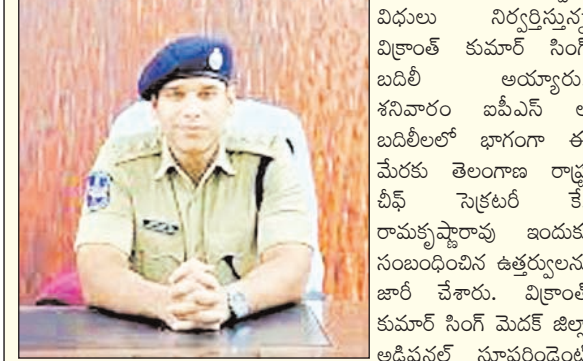 విధులు నిర్వర్తిస్తున్న
విక్రాంత్ కుమార్ సింగ్
బదిలీ అయ్యారు
శనివారం ఐపీఎస్ ల
బదిలీలలో భాగంగా ఈ
మేరకు తెలంగాణ రాష్ట్ర
చీఫ్ సెక్రటరీ కే
రామకృష్ణారావు ఇందుకు
సంబంధించిన ఉత్తర్వులను
జారీ చేశారు. విక్రాంత్
కుమార్ సింగ్ మెదక్ జిల్లా
అడిషనల్ సూపరింటెండెంట్